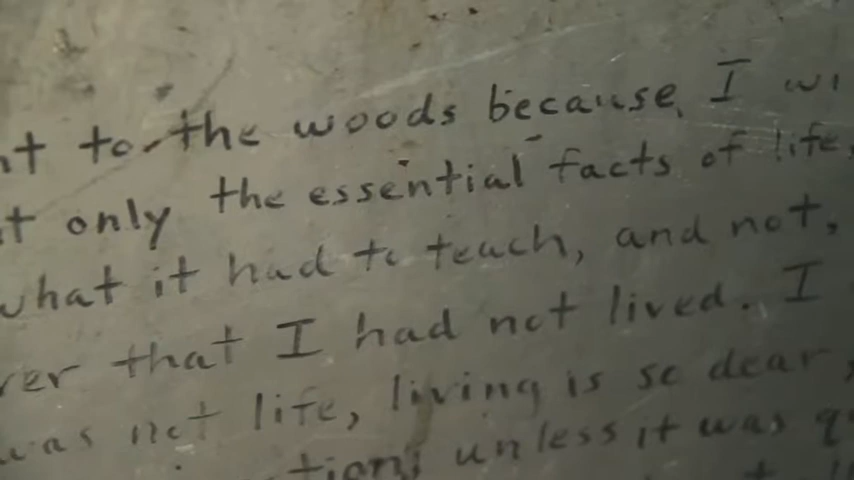 to the woods because I
only the essential facts of life,
what it had to teach, and not,
that I had not lived. I
was not life, living is so dear,
unless it was